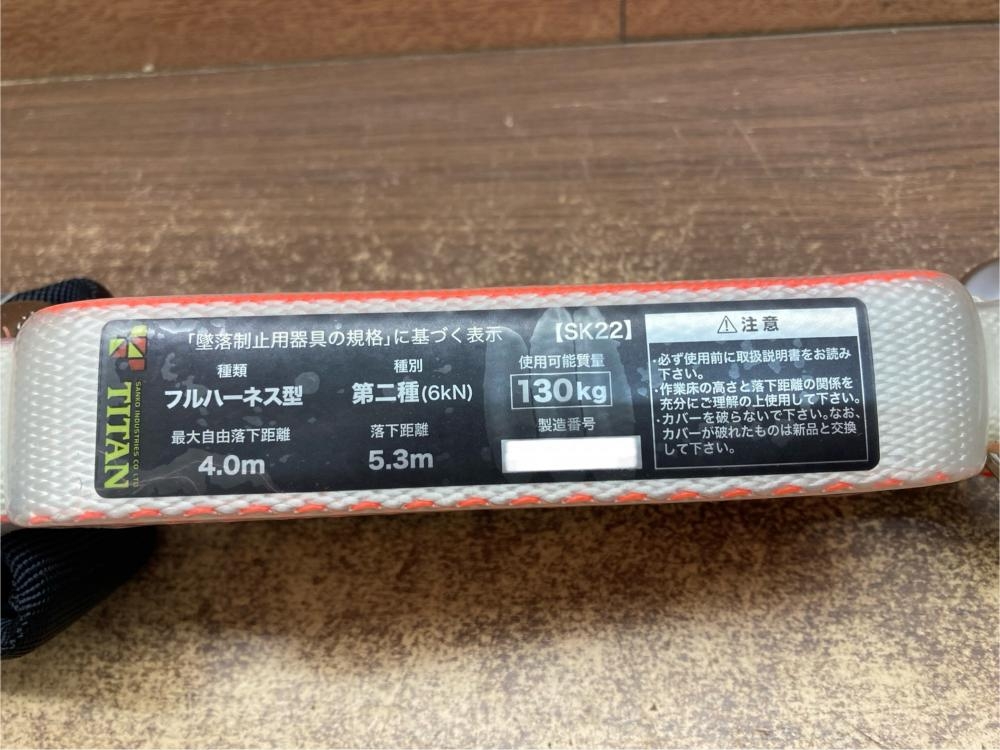 「墜落制止用器具の規格」に基づく表示
【SK22】
種類
フルハーネス型
種別
第二種(6kN)
使用可能質量
130kg
最大自由落下距離
4.0m
落下距離
5.3m
製造番号
⚠注意
・必ず使用前に取扱説明書をお読み
下さい。
・作業床の高さと落下距離の関係を
充分にご理解の上使用して下さい。
・カバーを破らないで下さい。なお、
カバーが破れたものは新品と交換
して下さい。
SANKO INDUSTRIES CO., LTD.
TITAN